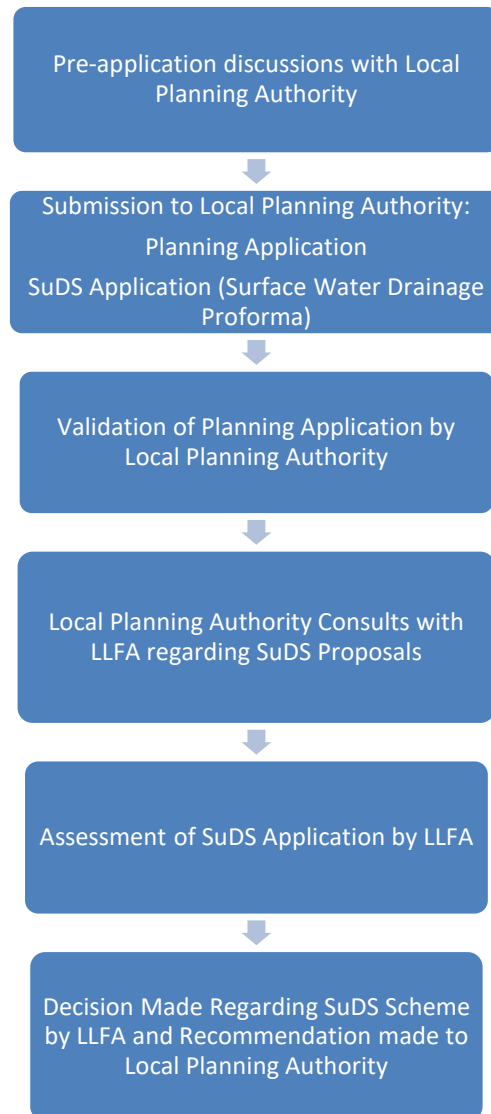 Pre-application discussions with Local
Planning Authority
Submission to Local Planning Authority:
Planning Application
SuDS Application (Surface Water Drainage
Proforma)
Validation of Planning Application by
Local Planning Authority
Local Planning Authority Consults with
LLFA regarding SuDS Proposals
Assessment of SuDS Application by LLFA
Decision Made Regarding SuDS Scheme
by LLFA and Recommendation made to
Local Planning Authority